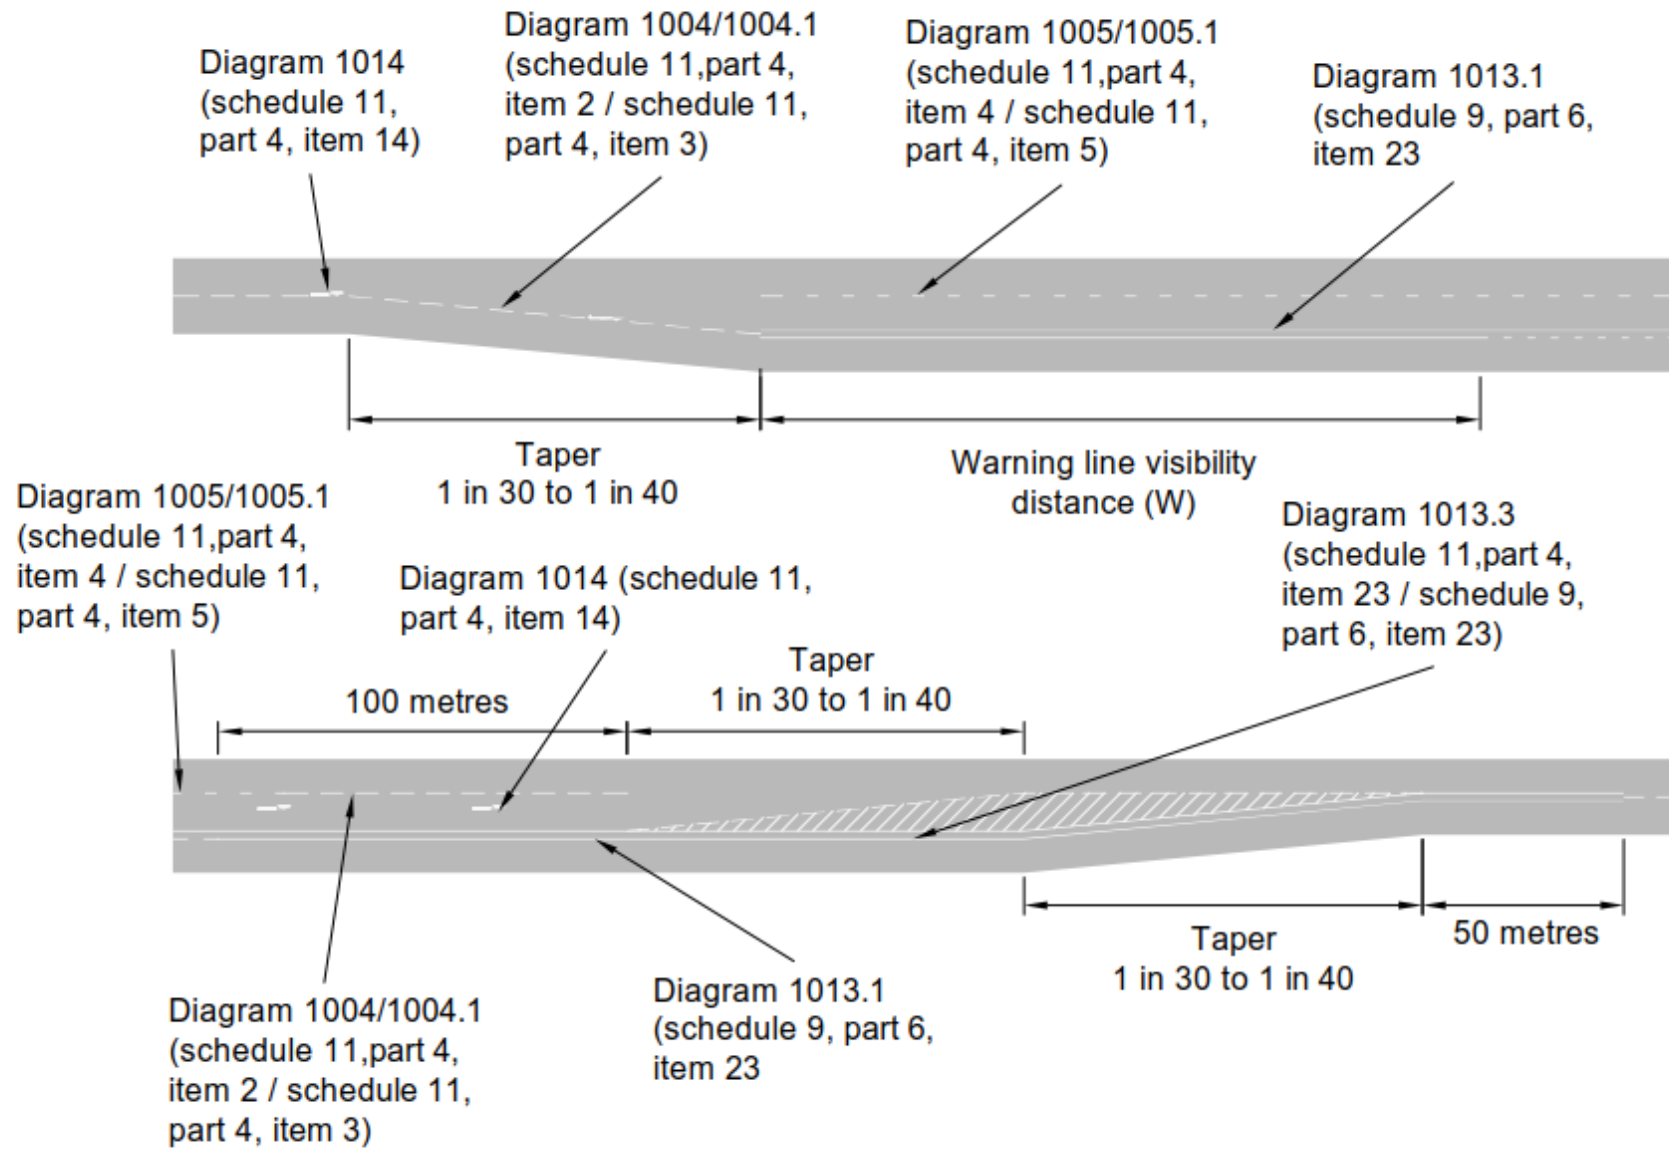 Diagram 1014
(schedule 11,
part 4, item 14)
Diagram 1004/1004.1
(schedule 11,part 4,
item 2 / schedule 11,
part 4, item 3)
Diagram 1005/1005.1
(schedule 11,part 4,
item 4 / schedule 11,
part 4, item 5)
Diagram 1013.1
(schedule 9, part 6,
item 23
Taper
1 in 30 to 1 in 40
Warning line visibility
distance (W)
Diagram 1005/1005.1
(schedule 11,part 4,
item 4 / schedule 11,
part 4, item 5)
Diagram 1014 (schedule 11,
part 4, item 14)
Diagram 1013.3
(schedule 11,part 4,
item 23 / schedule 9,
part 6, item 23)
100 metres
Taper
1 in 30 to 1 in 40
Taper
1 in 30 to 1 in 40
50 metres
Diagram 1004/1004.1
(schedule 11,part 4,
item 2 / schedule 11,
part 4, item 3)
Diagram 1013.1
(schedule 9, part 6,
item 23